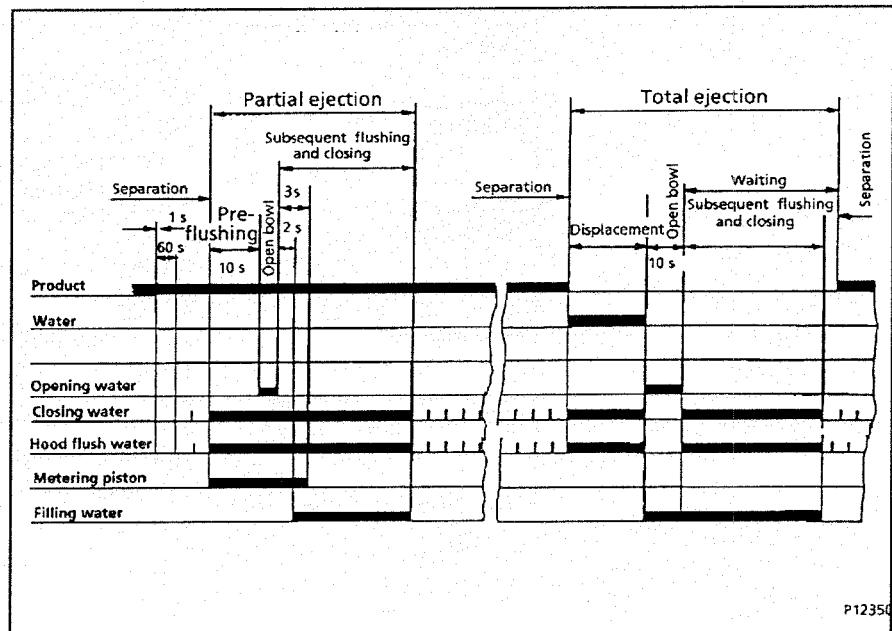 Partial ejection
Total ejection
Subsequent flushing
and closing
Separation
3s
1 s
Pre-
flushing
Open bowl
2 s
60 s
10 s
Separation
Waiting
Subsequent flushing
and closing
Displacement
Open bowl
10 s
Separation
Product
Water
Opening water
Closing water
Hood flush water
Metering piston
Filling water
P12350